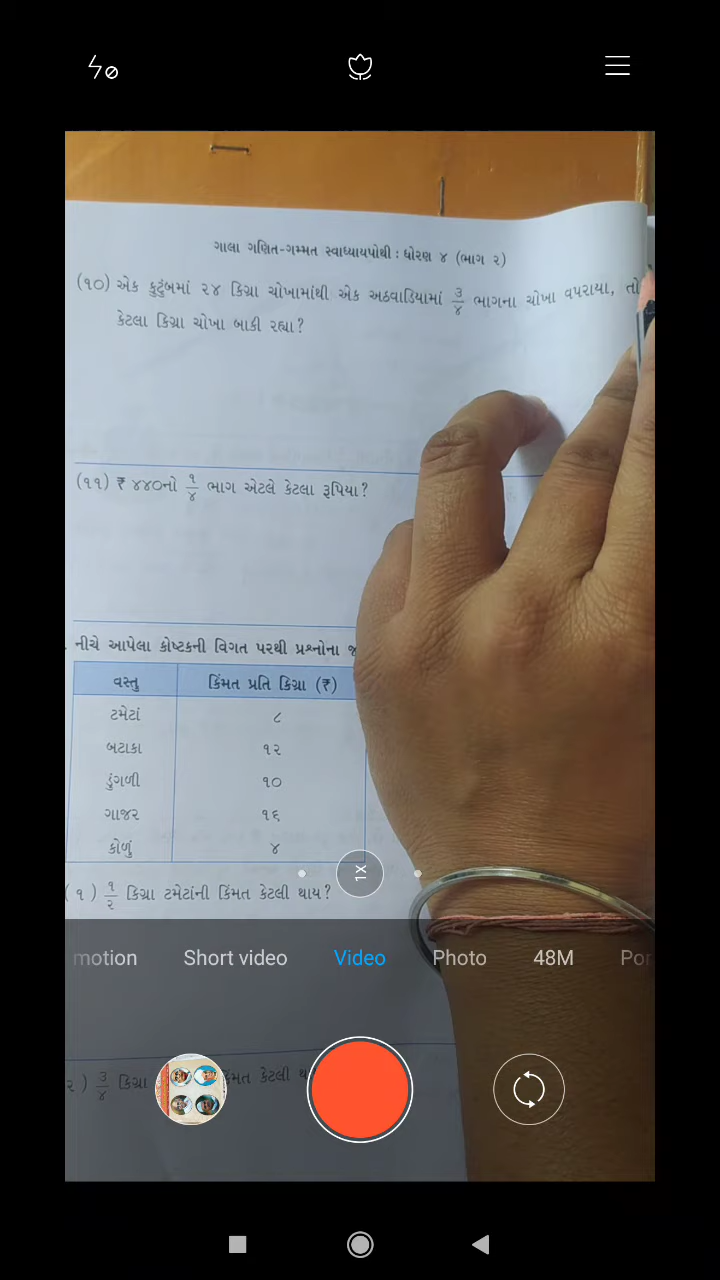 ગાલા ગણિત-ગમ્મત સ્વાધ્યાયપોથી : ધોરણ ૪ (ભાગ ૨)
(૧૦) એક કુટુંબમાં ૨૪ કિગ્રા ચોખામાંથી એક અઠવાડિયામાં ૩/૪ ભાગના ચોખા વપરાયા, તો
કેટલા કિગ્રા ચોખા બાકી રહ્યા?
(૧૧) ₹ ૪૪૦નો ૧/૪ ભાગ એટલે કેટલા રૂપિયા?
. નીચે આપેલા કોષ્ટકની વિગત પરથી પ્રશ્નોના
વસ્તુ કિંમત પ્રતિ કિગ્રા (₹)
ટમેટાં ૮
બટાકા ૧૨
ડુંગળી ૧૦
ગાજર ૧૬
કોળું ૪
1X
(૧) ૧/૨ કિગ્રા ટમેટાંની કિંમત કેટલી થાય?
motion Short video Video Photo 48M Por
૨) ૩/૪ કિગ્રા કિંમત કેટલી